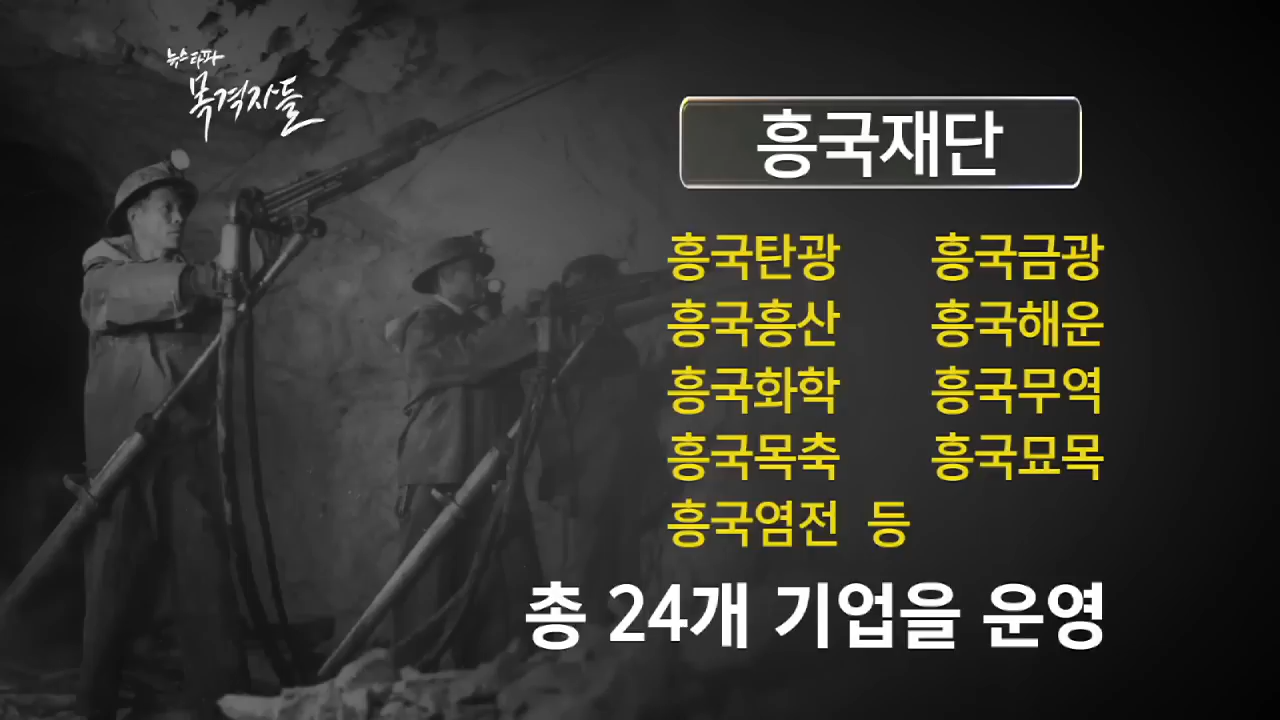 뉴스타파
목격자들
흥국재단
흥국탄광 흥국금광
흥국흥산 흥국해운
흥국화학 흥국무역
흥국목축 흥국묘목
흥국염전 등
총 24개 기업을 운영